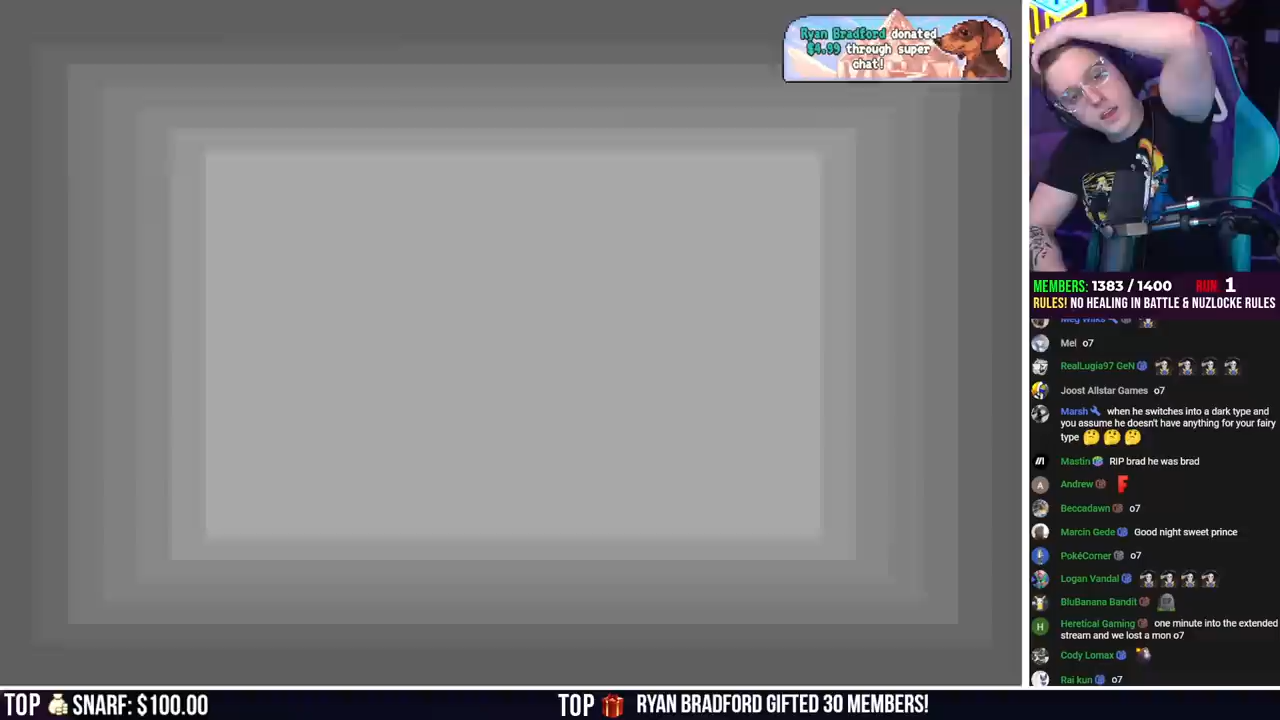 Ryan Bradford donated
$4.99 through super
chat!
MEMBERS: 1383 / 1400 RUN 1
RULES! NO HEALING IN BATTLE & NUZLOCKE RULES
Meg Wilks
Mel o7
RealLugia97 GeN
Joost Allstar Games o7
Marsh when he switches into a dark type and
you assume he doesn't have anything for your fairy
type
Mastin RIP brad he was brad
Andrew F
Beccadawn o7
Marcin Gede Good night sweet prince
PokéCorner o7
Logan Vandal
BluBanana Bandit
H Heretical Gaming one minute into the extended
stream and we lost a mon o7
Cody Lomax
Rai kun o7
TOP SNARF: $100.00
TOP RYAN BRADFORD GIFTED 30 MEMBERS!